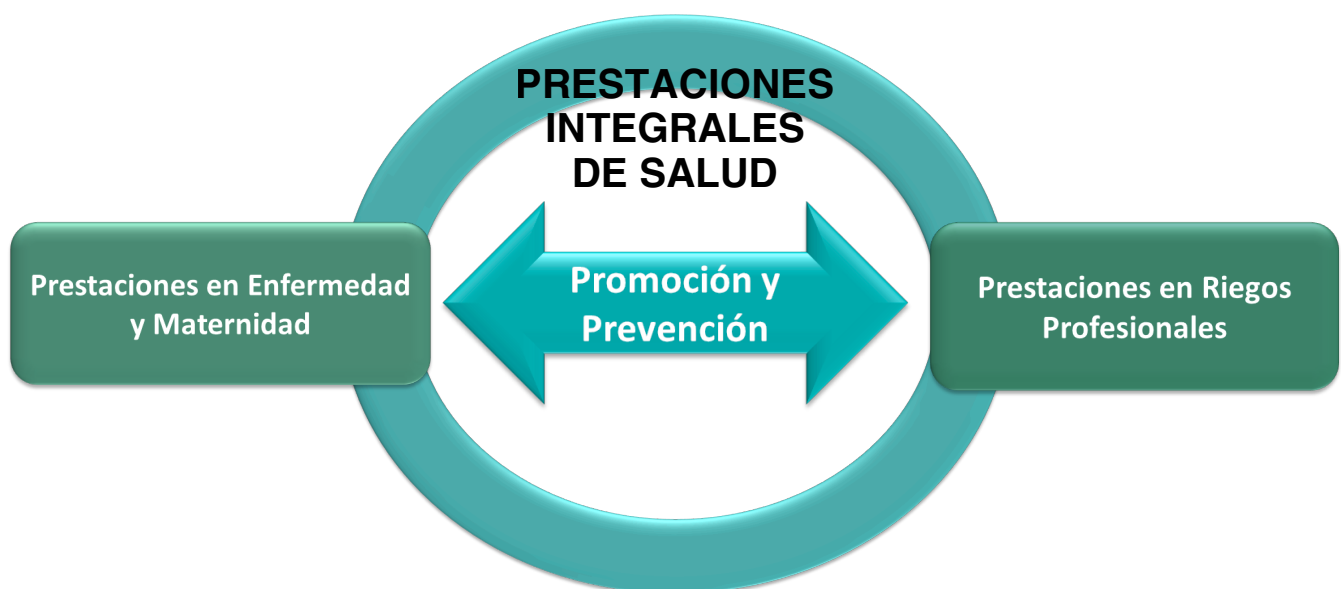 PRESTACIONES
INTEGRALES
DE SALUD
Prestaciones en Enfermedad
y Maternidad
Promoción y
Prevención
Prestaciones en Riegos
Profesionales